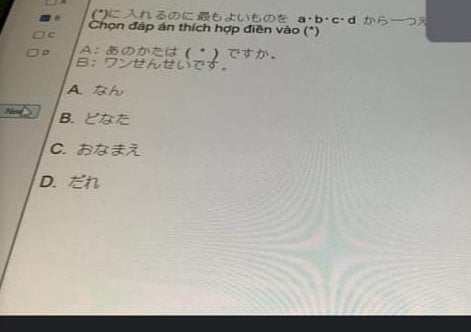 (*)に 入れるのに 最もよいものを a・b・c・d から一つ
Chọn đáp án thích hợp điền vào (*)
A: あのかたは ( * ) ですか。
B: ワンせんせいです。
A. なん
B. どなた
C. おなまえ
D. だれ
A
B
C
D
Next